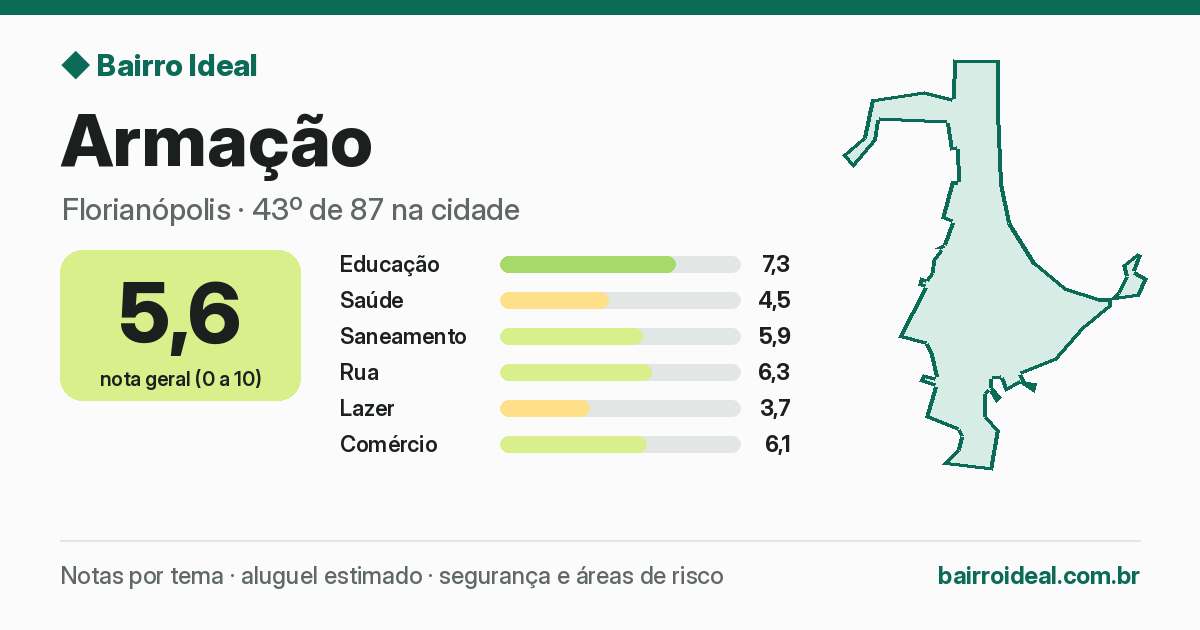 Bairro Ideal
Armação
Florianópolis · 43º de 87 na cidade
5,6
nota geral (0 a 10)
Educação 7,3
Saúde 4,5
Saneamento 5,9
Rua 6,3
Lazer 3,7
Comércio 6,1
Notas por tema · aluguel estimado · segurança e áreas de risco
bairroideal.com.br